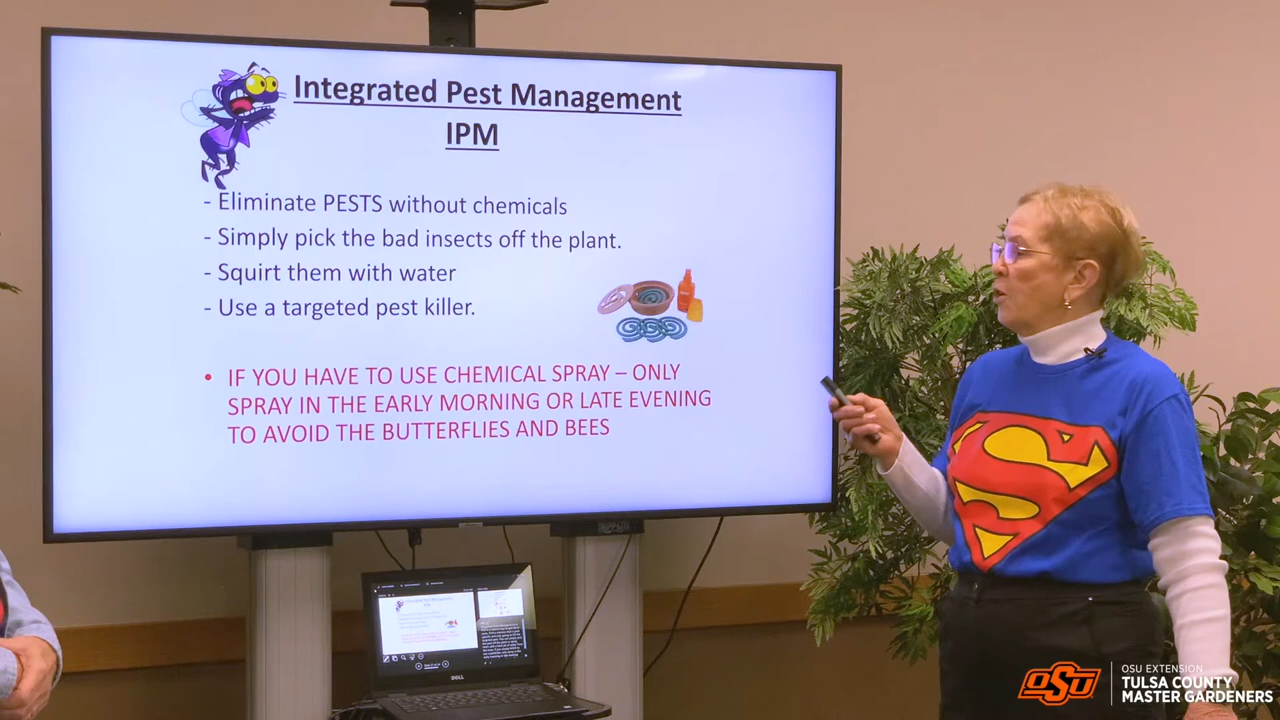 Integrated Pest Management
IPM
- Eliminate PESTS without chemicals
- Simply pick the bad insects off the plant.
- Squirt them with water
- Use a targeted pest killer.
• IF YOU HAVE TO USE CHEMICAL SPRAY – ONLY
SPRAY IN THE EARLY MORNING OR LATE EVENING
TO AVOID THE BUTTERFLIES AND BEES
S
DELL
OSU
OSU EXTENSION
TULSA COUNTY
MASTER GARDENERS